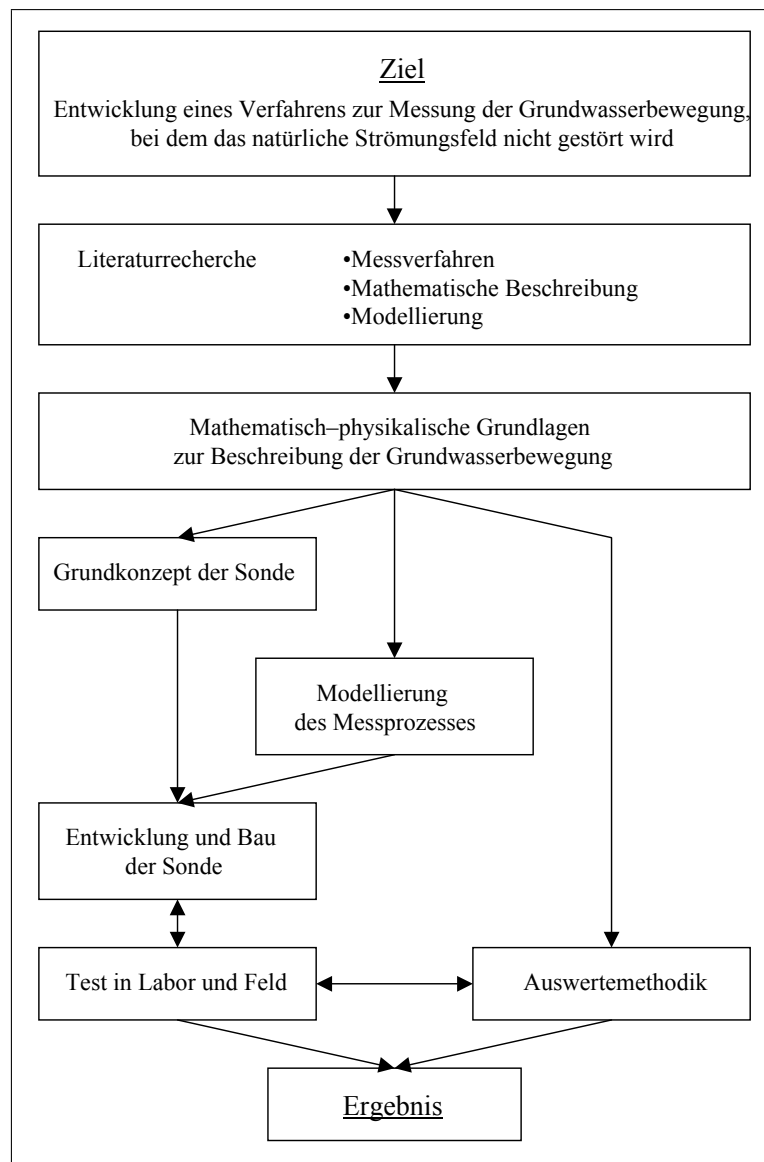 Ziel
Entwicklung eines Verfahrens zur Messung der Grundwasserbewegung,
bei dem das natürliche Strömungsfeld nicht gestört wird
Literaturrecherche •Messverfahren
•Mathematische Beschreibung
•Modellierung
Mathematisch–physikalische Grundlagen
zur Beschreibung der Grundwasserbewegung
Grundkonzept der Sonde
Modellierung
des Messprozesses
Entwicklung und Bau
der Sonde
Test in Labor und Feld
Auswertemethodik
Ergebnis